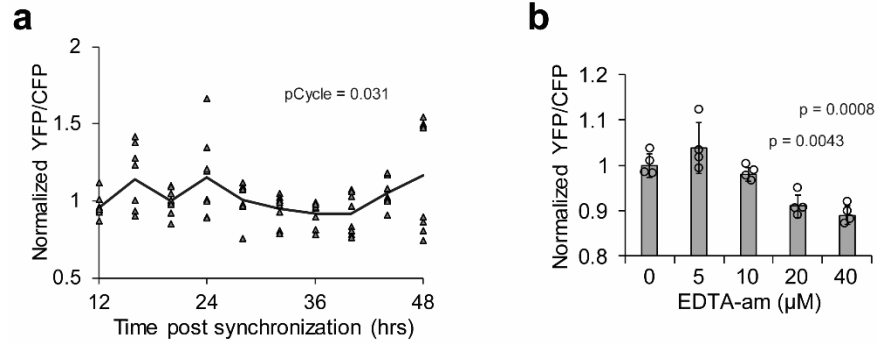 a
Normalized YFP/CFP
2
1.5
1
0.5
pCycle = 0.031
12
24
36
48
Time post synchronization (hrs)
b
Normalized YFP/CFP
1.2
1.1
1
0.9
0.8
p = 0.0008
p = 0.0043
0
5
10
20
40
EDTA-am (µM)